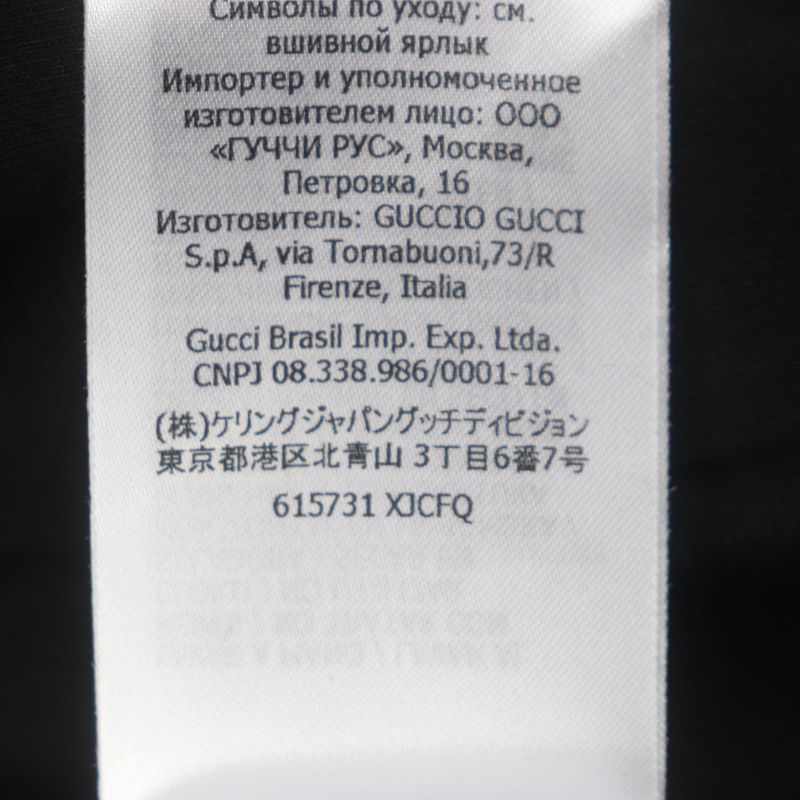 Символы по уходу: см.
вшивной ярлык
Импортер и уполномоченное
изготовителем лицо: ООО
«ГУЧЧИ РУС», Москва,
Петровка, 16
Изготовитель: GUCCIO GUCCI
S.p.A, via Tornabuoni,73/R
Firenze, Italia
Gucci Brasil Imp. Exp. Ltda.
CNPJ 08.338.986/0001-16
(株)ケリングジャパングッチディビジョン
東京都港区北青山 3丁目6番7号
615731 XJCFQ